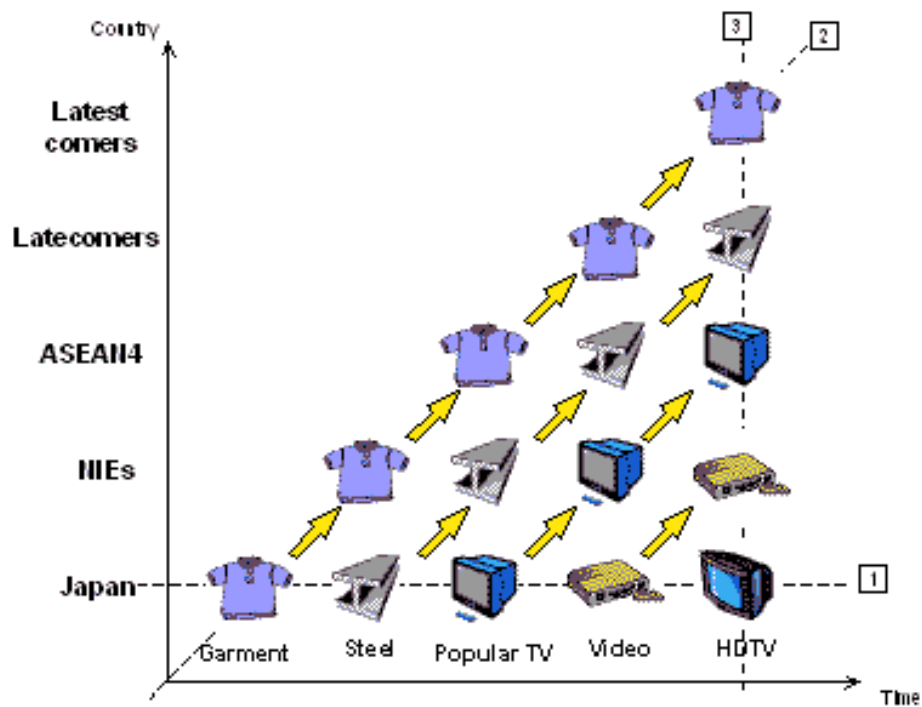 Country
3
2
Latest
comers
Latecomers
ASEAN4
NIEs
Japan
1
Garment
Steel
Popular TV
Video
HDTV
Time